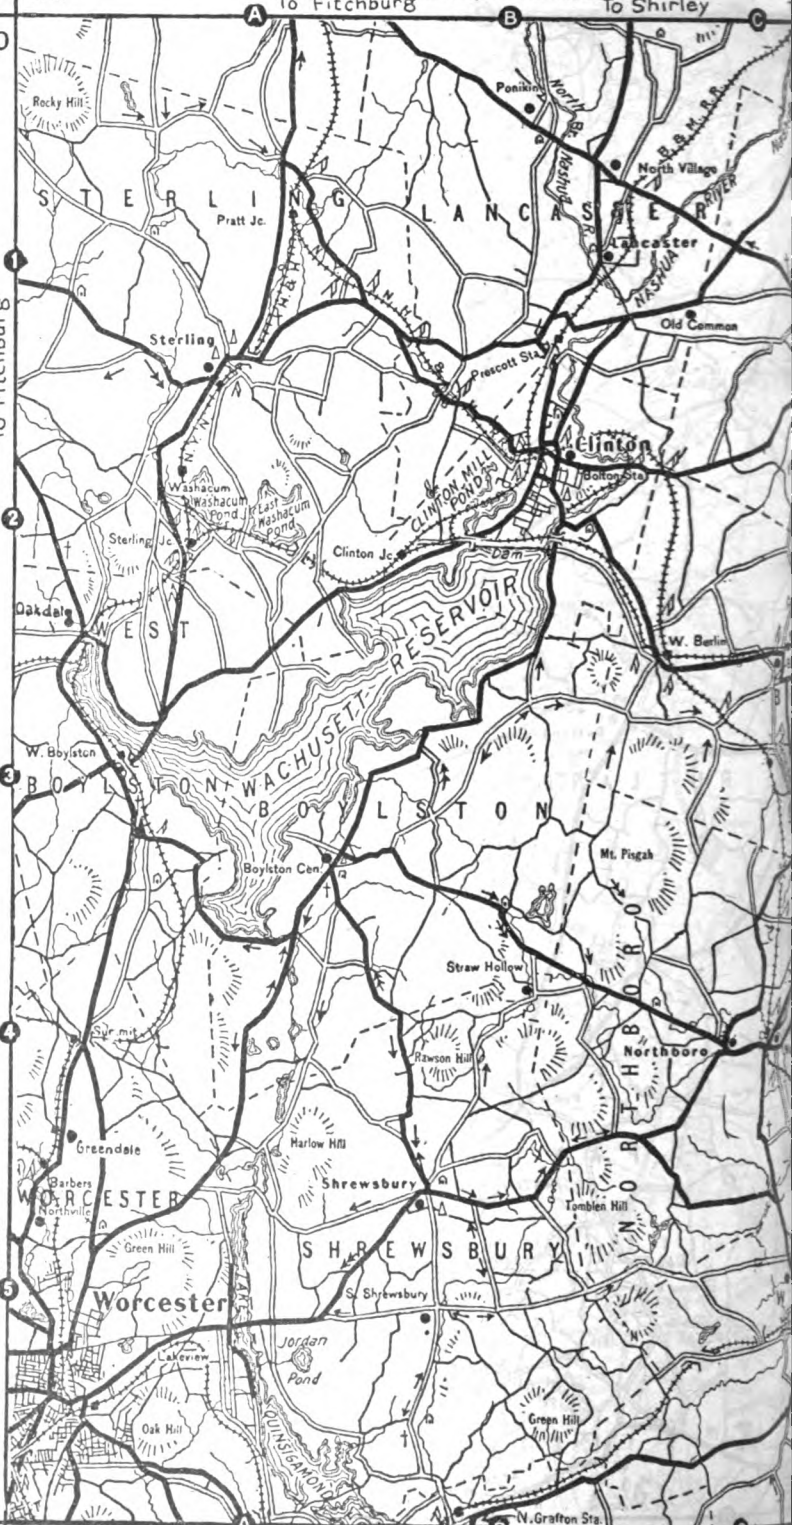 To Fitchburg
To Shirley
A
B
C
Rocky Hill
Ponikin
North Br.
Nashua R.
B. & M. R. R.
North Village
STERLING
Pratt Jc.
LANCASTER
Lancaster
NASHUA RIVER
1
N. H. & H.
N. Y. N. H.
Old Common
To Fitchburg
Sterling
Prescott Sta.
Clinton
Bolton Sta.
Washacum
Washacum Pond
East Washacum Pond
CLINTON MILL POND
2
Sterling Jc.
Clinton Jc.
Dam
Oakdale
WEST
WACHUSETT RESERVOIR
W. Berlin
W. Boylston
3
BOYLSTON
BOYLSTON
Mt. Pisgah
Boylston Cen.
Straw Hollow
NORTHBORO
4
Summit
Rawson Hill
Northboro
Greendale
Harlow Hill
Barbers
Shrewsbury
WORCESTER
Northville
Tomblen Hill
Green Hill
SHREWSBURY
5
Worcester
S. Shrewsbury
LAKE
Lakeview
Jordan Pond
Oak Hill
QUINSIGAMOND
Green Hill
N. Grafton Sta.